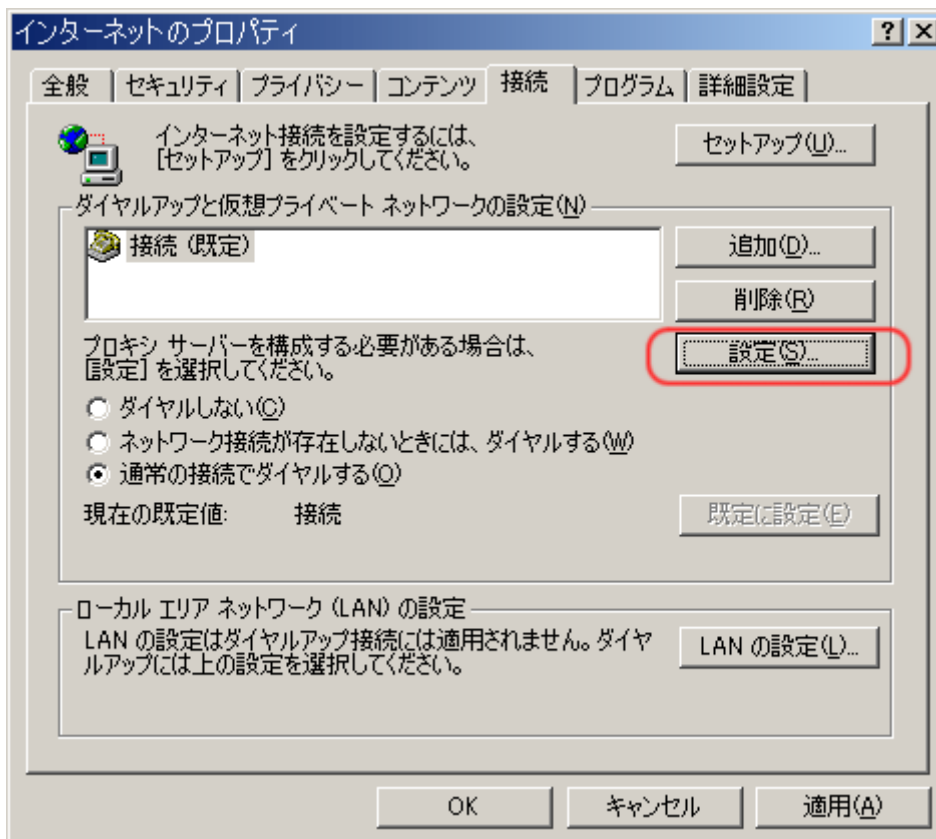 インターネットのプロパティ
全般 セキュリティ プライバシー コンテンツ 接続 プログラム 詳細設定
インターネット接続を設定するには、
[セットアップ] をクリックしてください。
セットアップ(U)...
ダイヤルアップと仮想プライベート ネットワークの設定(N)
接続 (既定)
追加(D)...
削除(R)
プロキシ サーバーを構成する必要がある場合は、
[設定] を選択してください。
設定(S)...
ダイヤルしない(C)
ネットワーク接続が存在しないときには、ダイヤルする(W)
通常の接続でダイヤルする(O)
現在の既定値: 接続
既定に設定(E)
ローカル エリア ネットワーク (LAN) の設定
LAN の設定はダイヤルアップ接続には適用されません。ダイヤ
ルアップには上の設定を選択してください。
LAN の設定(L)...
OK キャンセル 適用(A)